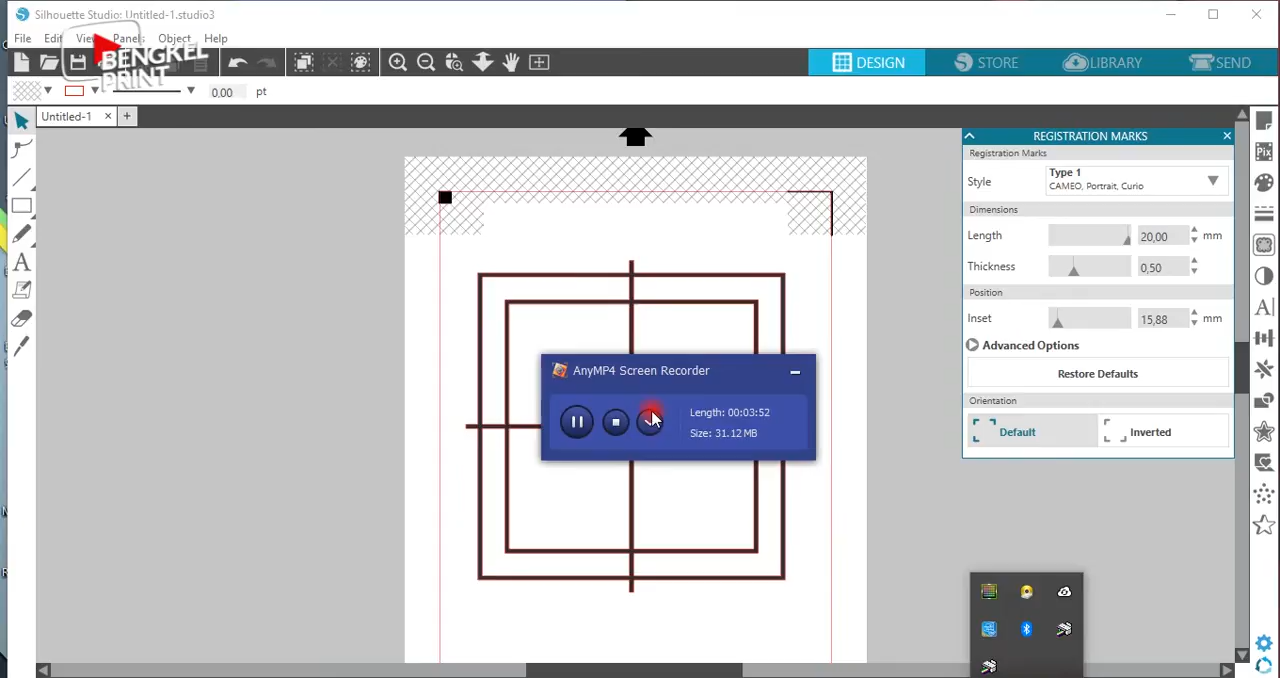 Silhouette Studio: Untitled-1.studio3
File Edit View Panels Object Help
BENGKEL
PRINT
DESIGN STORE LIBRARY SEND
0,00 pt
Untitled-1
REGISTRATION MARKS
Registration Marks
Style Type 1
CAMEO, Portrait, Curio
Dimensions
Length 20,00 mm
Thickness 0,50
Position
Inset 15,88 mm
Advanced Options
Restore Defaults
Orientation
Default Inverted
AnyMP4 Screen Recorder
Length: 00:03:52
Size: 31.12 MB
Pix
A
A